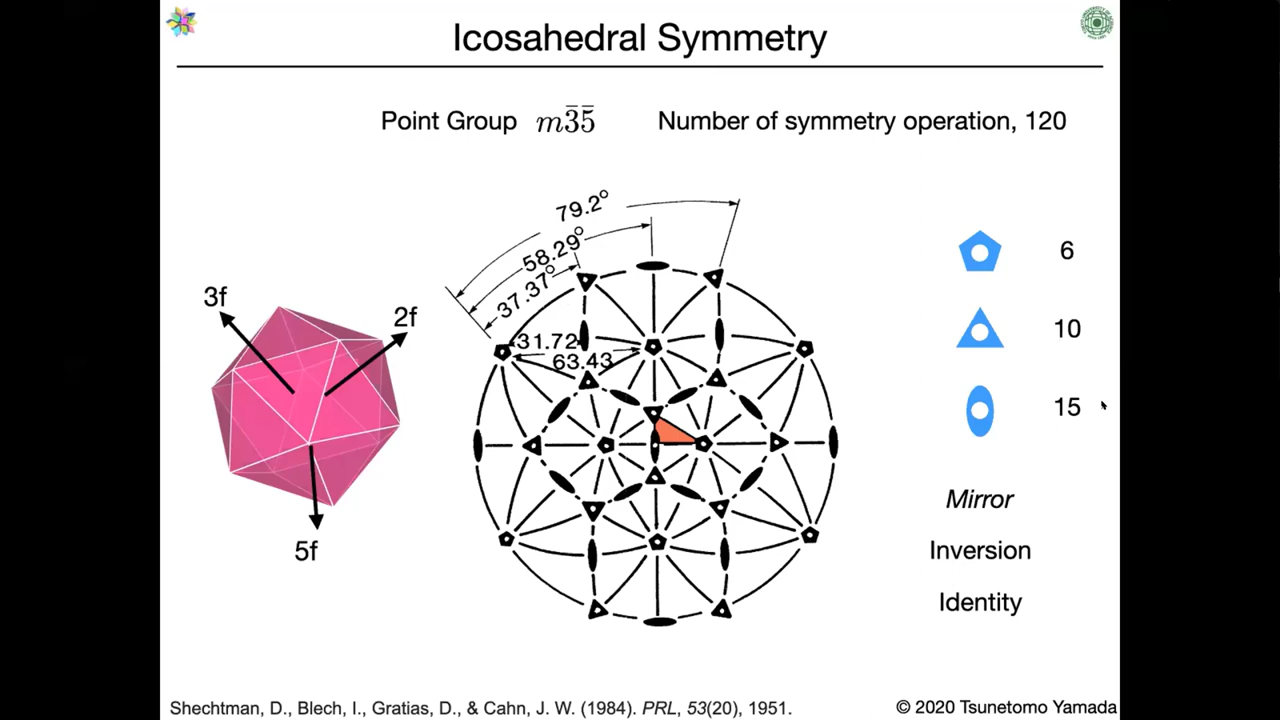 Icosahedral Symmetry
Point Group m3̅5̅ Number of symmetry operation, 120
79.2°
58.29°
37.37°
31.72
63.43
3f
2f
5f
6
10
15
Mirror
Inversion
Identity
Shechtman, D., Blech, I., Gratias, D., & Cahn, J. W. (1984). PRL, 53(20), 1951.
© 2020 Tsunetomo Yamada